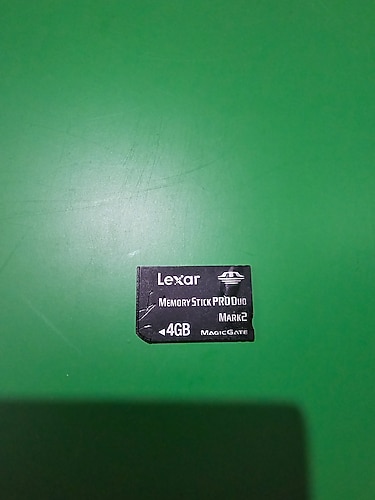 Lexar
MEMORY STICK PRO DUO
MARK2
◄4GB MAGICGATE